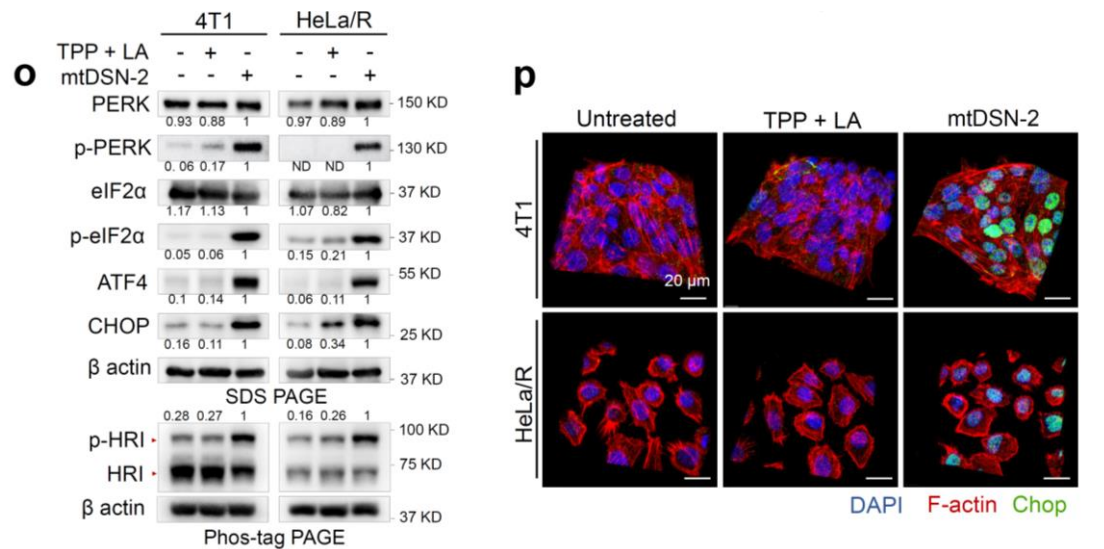 o
4T1 HeLa/R
TPP + LA - + - - + -
mtDSN-2 - - + - - +
PERK 150 KD
0.93 0.88 1 0.97 0.89 1
p-PERK 130 KD
0. 06 0.17 1 ND ND 1
eIF2α 37 KD
1.17 1.13 1 1.07 0.82 1
p-eIF2α 37 KD
0.05 0.06 1 0.15 0.21 1
ATF4 55 KD
0.1 0.14 1 0.06 0.11 1
CHOP 25 KD
0.16 0.11 1 0.08 0.34 1
β actin 37 KD
SDS PAGE
0.28 0.27 1 0.16 0.26 1
p-HRI 100 KD
HRI 75 KD
β actin 37 KD
Phos-tag PAGE
p
Untreated TPP + LA mtDSN-2
4T1
20 μm
HeLa/R
DAPI F-actin Chop